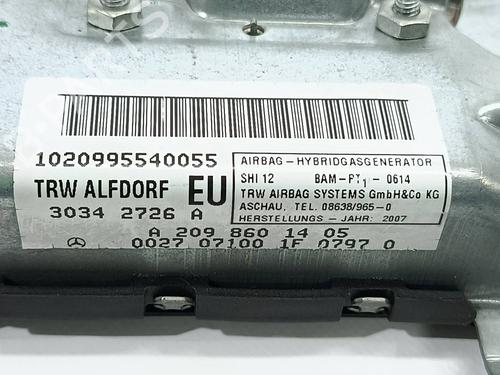 1020995540055
TRW ALFDORF EU
3034 2726 A
A 209 860 14 05
0027 07100 1F 0797 0
AIRBAG-HYBRIDGASGENERATOR
SHI 12 BAM-PT1-0614
TRW AIRBAG SYSTEMS GmbH&Co KG
ASCHAU, TEL. 08638/965-0
HERSTELLUNGS-JAHR: 2007